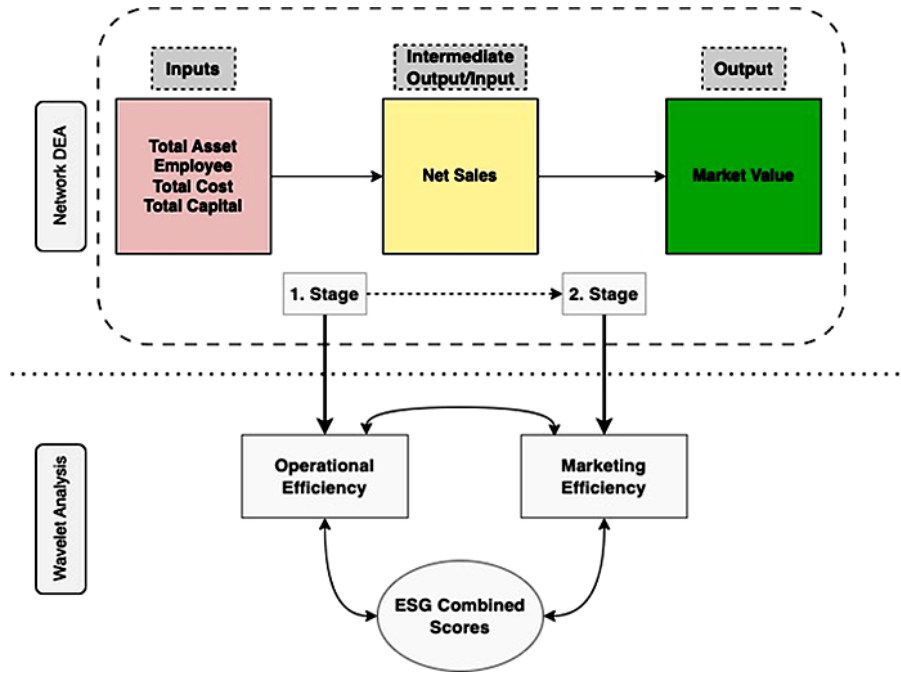 Network DEA
Inputs
Intermediate
Output/Input
Output
Total Asset
Employee
Total Cost
Total Capital
Net Sales
Market Value
1. Stage
2. Stage
Wavelet Analysis
Operational
Efficiency
Marketing
Efficiency
ESG Combined
Scores